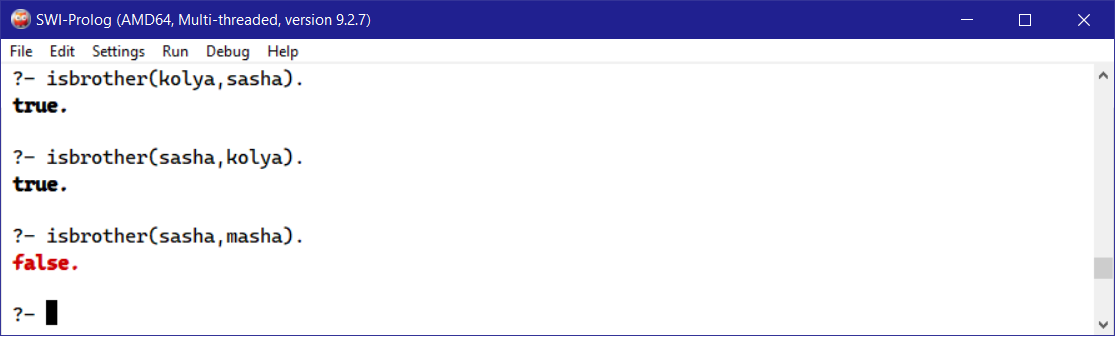 SWI-Prolog (AMD64, Multi-threaded, version 9.2.7)
File Edit Settings Run Debug Help
?- isbrother(kolya,sasha).
true.
?- isbrother(sasha,kolya).
true.
?- isbrother(sasha,masha).
false.
?-